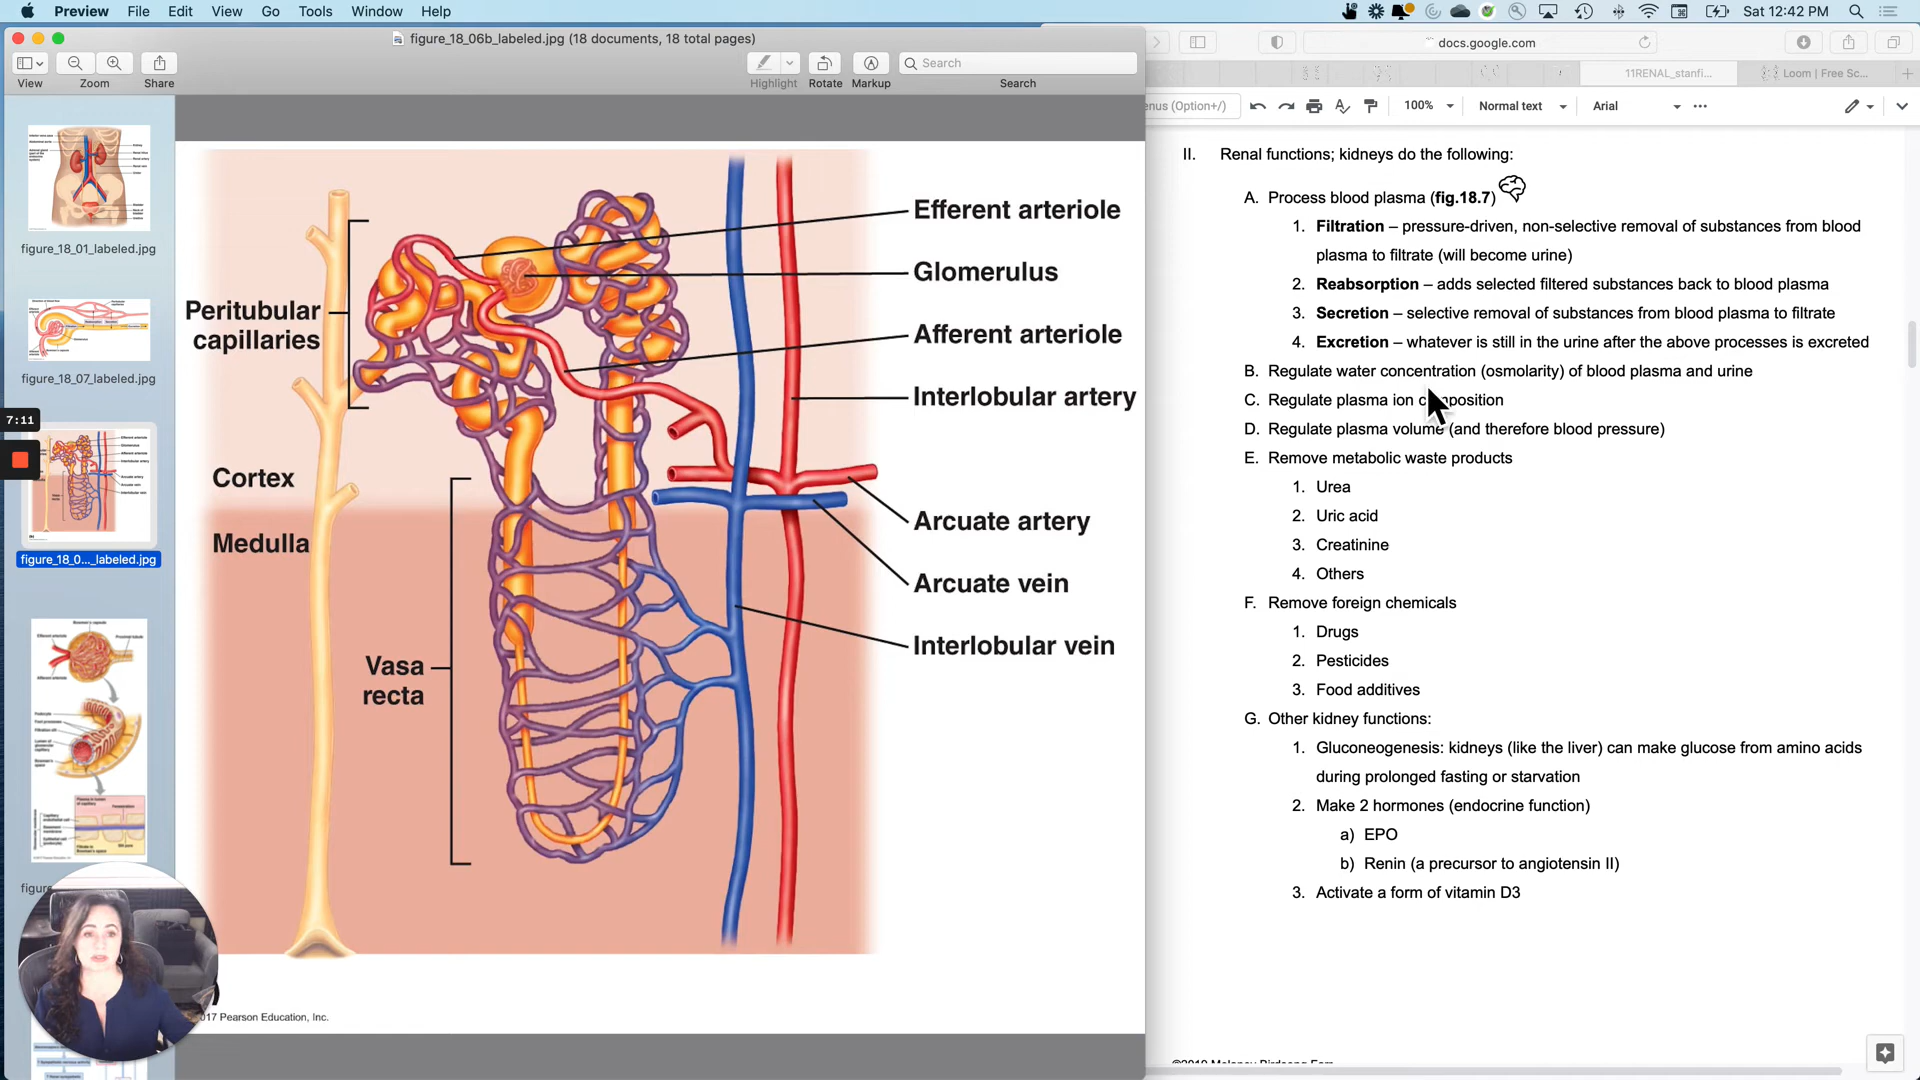 Preview File Edit View Go Tools Window Help
Sat 12:42 PM
figure_18_06b_labeled.jpg (18 documents, 18 total pages)
View Zoom Share Highlight Rotate Markup Search
Search
figure_18_01_labeled.jpg
figure_18_07_labeled.jpg
7:11
figure_18_0..._labeled.jpg
Efferent arteriole
Glomerulus
Peritubular
capillaries
Afferent arteriole
Interlobular artery
Cortex
Medulla
Arcuate artery
Arcuate vein
Interlobular vein
Vasa
recta
017 Pearson Education, Inc.
docs.google.com
11RENAL_stanfi...
Loom | Free Sc...
enus (Option+/)
100%
Normal text
Arial
II. Renal functions; kidneys do the following:
A. Process blood plasma (fig.18.7)
1. Filtration – pressure-driven, non-selective removal of substances from blood
plasma to filtrate (will become urine)
2. Reabsorption – adds selected filtered substances back to blood plasma
3. Secretion – selective removal of substances from blood plasma to filtrate
4. Excretion – whatever is still in the urine after the above processes is excreted
B. Regulate water concentration (osmolarity) of blood plasma and urine
C. Regulate plasma ion composition
D. Regulate plasma volume (and therefore blood pressure)
E. Remove metabolic waste products
1. Urea
2. Uric acid
3. Creatinine
4. Others
F. Remove foreign chemicals
1. Drugs
2. Pesticides
3. Food additives
G. Other kidney functions:
1. Gluconeogenesis: kidneys (like the liver) can make glucose from amino acids
during prolonged fasting or starvation
2. Make 2 hormones (endocrine function)
a) EPO
b) Renin (a precursor to angiotensin II)
3. Activate a form of vitamin D3